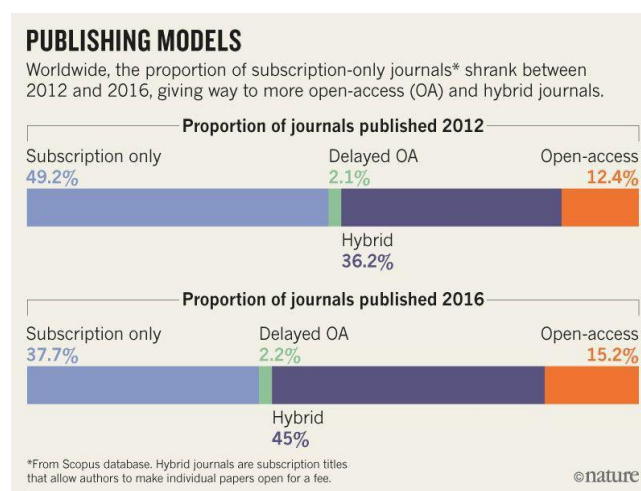 PUBLISHING MODELS
Worldwide, the proportion of subscription-only journals* shrank between
2012 and 2016, giving way to more open-access (OA) and hybrid journals.
Proportion of journals published 2012
Subscription only
49.2%
Delayed OA
2.1%
Open-access
12.4%
Hybrid
36.2%
Proportion of journals published 2016
Subscription only
37.7%
Delayed OA
2.2%
Open-access
15.2%
Hybrid
45%
*From Scopus database. Hybrid journals are subscription titles
that allow authors to make individual papers open for a fee.
©nature